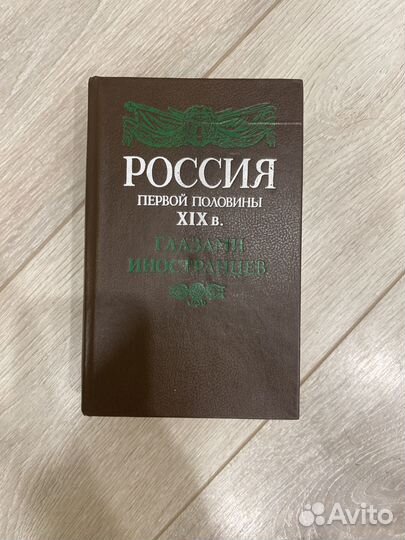 РОССИЯ
ПЕРВОЙ ПОЛОВИНЫ
XIX в.
ГЛАЗАМИ
ИНОСТРАНЦЕВ
Avito